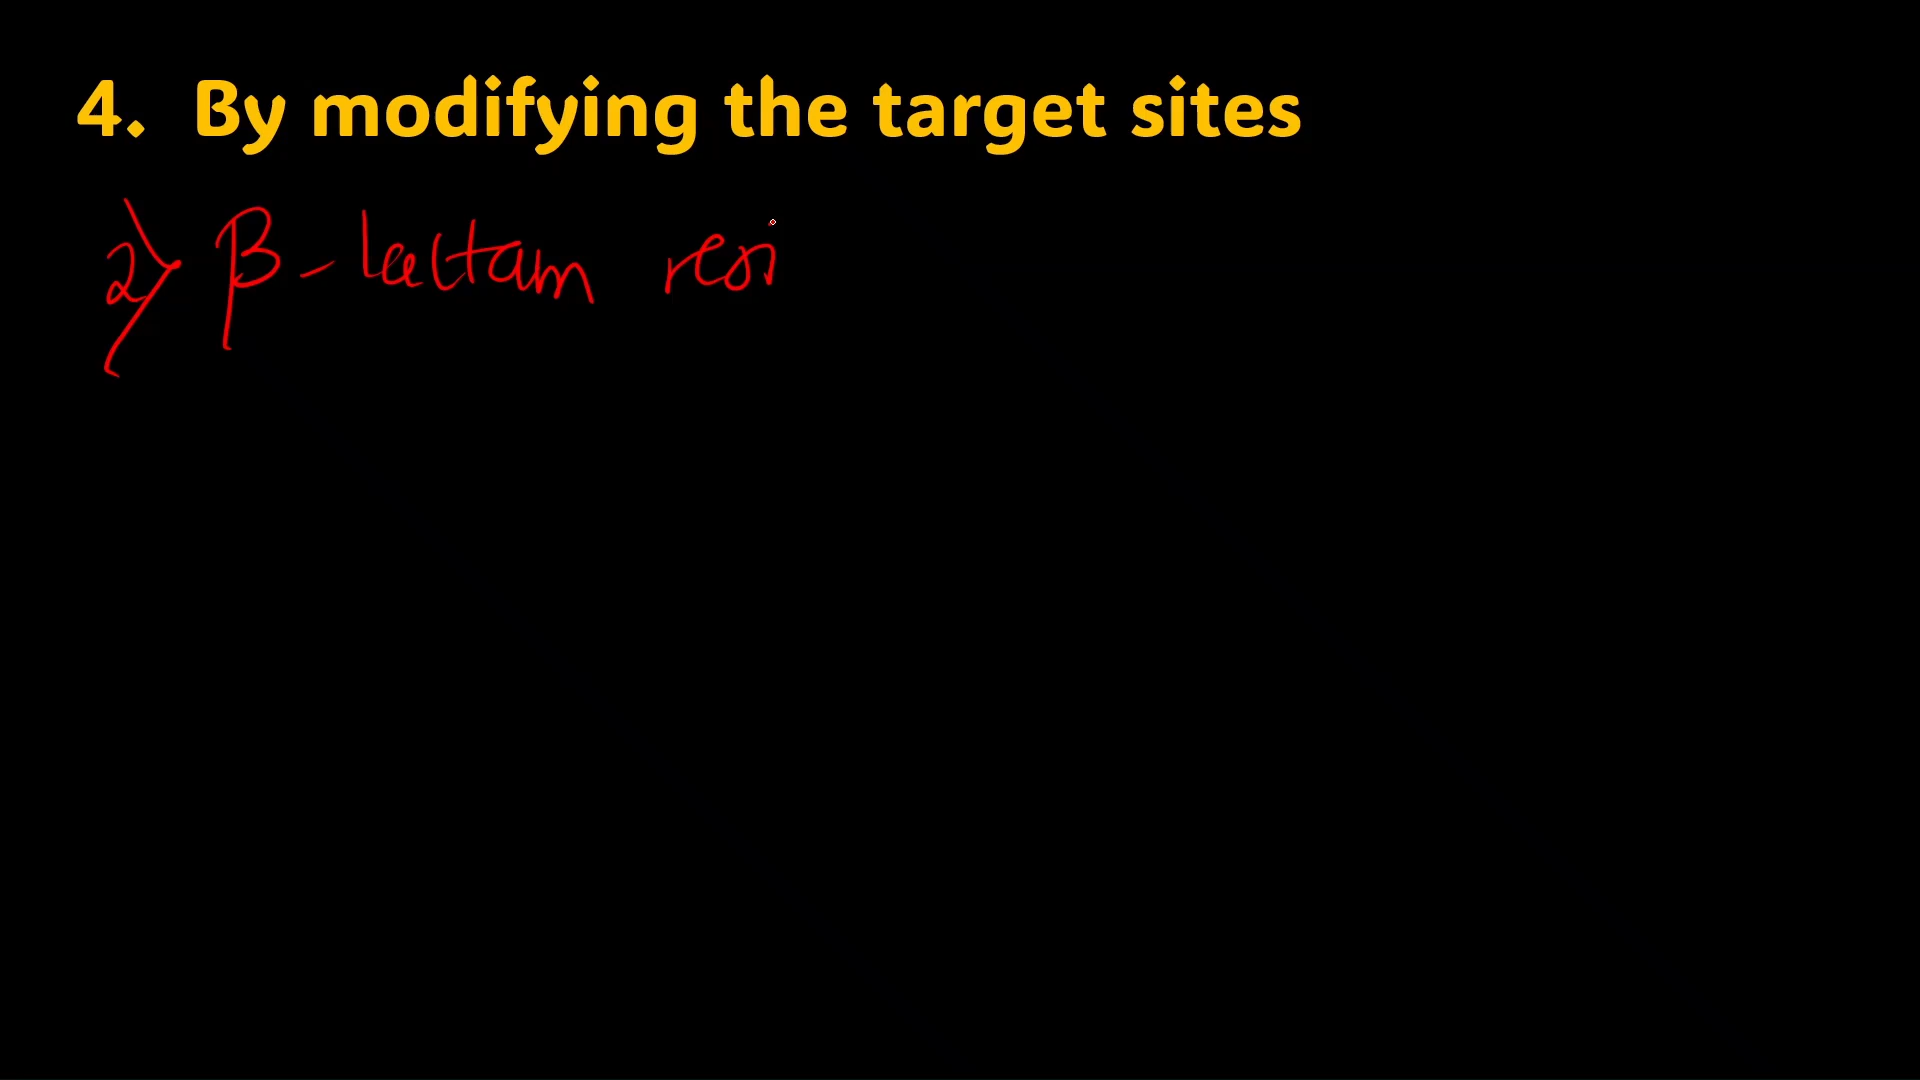 4. By modifying the target sites
2) β-lactam resi